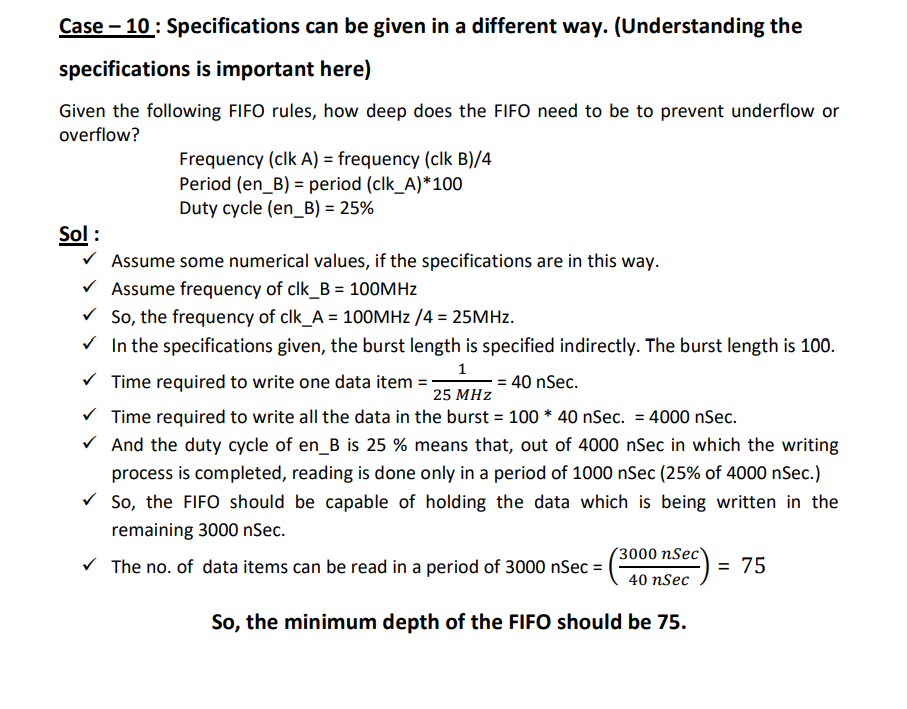 Case – 10 : Specifications can be given in a different way. (Understanding the
specifications is important here)
Given the following FIFO rules, how deep does the FIFO need to be to prevent underflow or
overflow?
Frequency (clk A) = frequency (clk B)/4
Period (en_B) = period (clk_A)*100
Duty cycle (en_B) = 25%
Sol :
✓ Assume some numerical values, if the specifications are in this way.
✓ Assume frequency of clk_B = 100MHz
✓ So, the frequency of clk_A = 100MHz /4 = 25MHz.
✓ In the specifications given, the burst length is specified indirectly. The burst length is 100.
✓ Time required to write one data item = 1 / 25 MHz = 40 nSec.
✓ Time required to write all the data in the burst = 100 * 40 nSec. = 4000 nSec.
✓ And the duty cycle of en_B is 25 % means that, out of 4000 nSec in which the writing
process is completed, reading is done only in a period of 1000 nSec (25% of 4000 nSec.)
✓ So, the FIFO should be capable of holding the data which is being written in the
remaining 3000 nSec.
✓ The no. of data items can be read in a period of 3000 nSec = (3000 nSec / 40 nSec) = 75
So, the minimum depth of the FIFO should be 75.